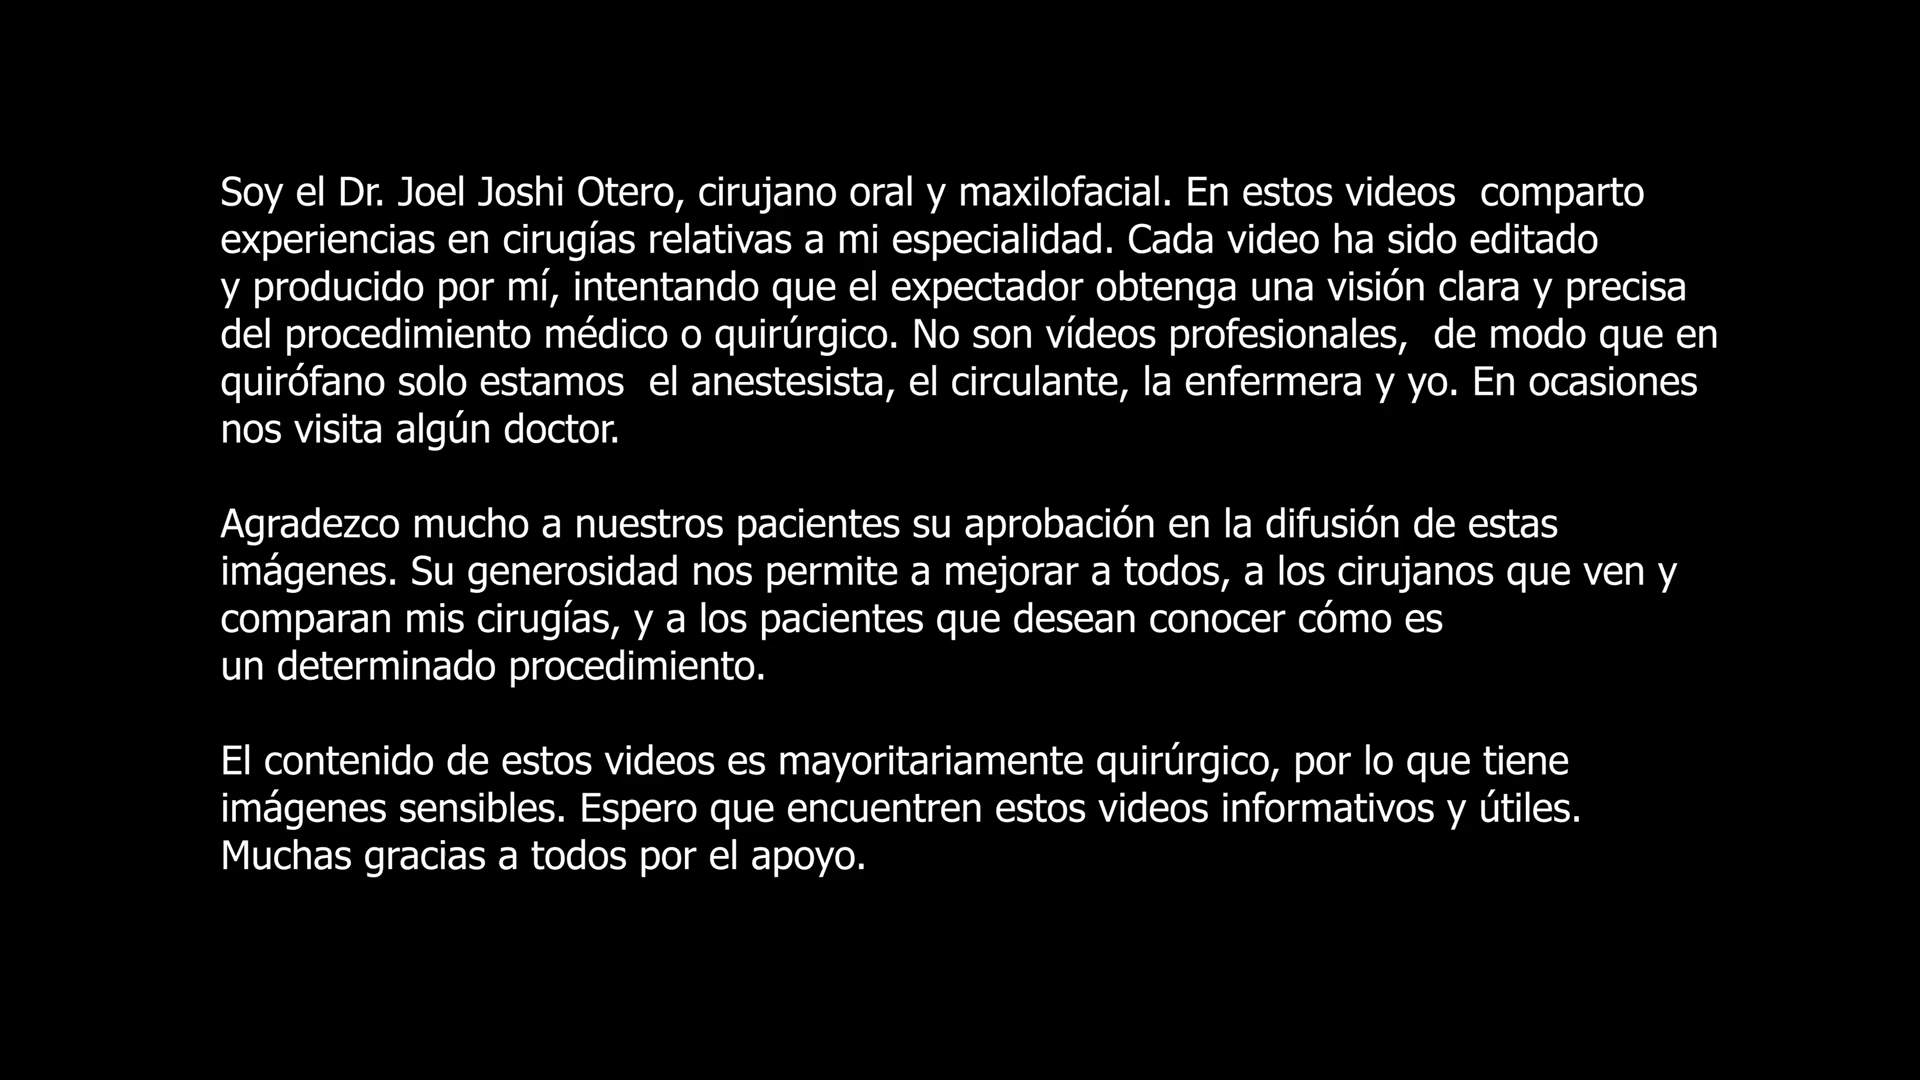 Soy el Dr. Joel Joshi Otero, cirujano oral y maxilofacial. En estos videos  comparto
experiencias en cirugías relativas a mi especialidad. Cada video ha sido editado
y producido por mí, intentando que el expectador obtenga una visión clara y precisa
del procedimiento médico o quirúrgico. No son vídeos profesionales,  de modo que en
quirófano solo estamos  el anestesista, el circulante, la enfermera y yo. En ocasiones
nos visita algún doctor.
Agradezco mucho a nuestros pacientes su aprobación en la difusión de estas
imágenes. Su generosidad nos permite a mejorar a todos, a los cirujanos que ven y
comparan mis cirugías, y a los pacientes que desean conocer cómo es
un determinado procedimiento.
El contenido de estos videos es mayoritariamente quirúrgico, por lo que tiene
imágenes sensibles. Espero que encuentren estos videos informativos y útiles.
Muchas gracias a todos por el apoyo.